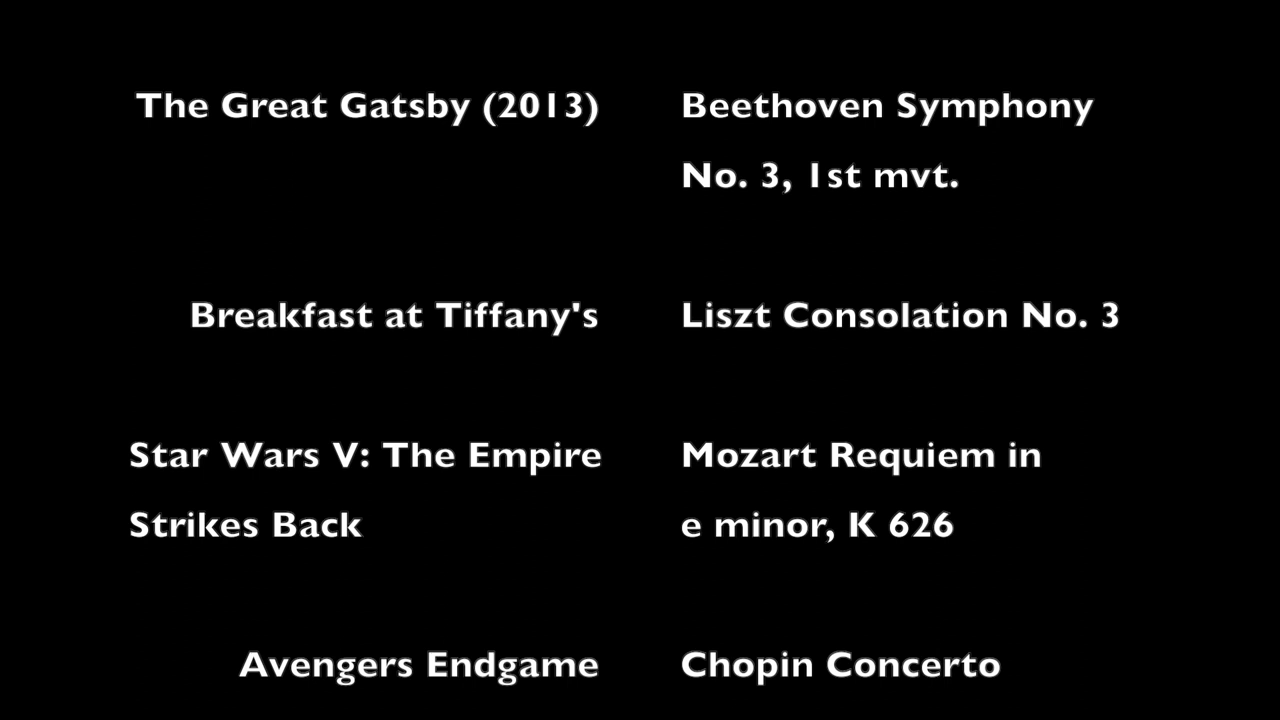 The Great Gatsby (2013)
Beethoven Symphony
No. 3, 1st mvt.
Breakfast at Tiffany's
Liszt Consolation No. 3
Star Wars V: The Empire
Strikes Back
Mozart Requiem in
e minor, K 626
Avengers Endgame
Chopin Concerto